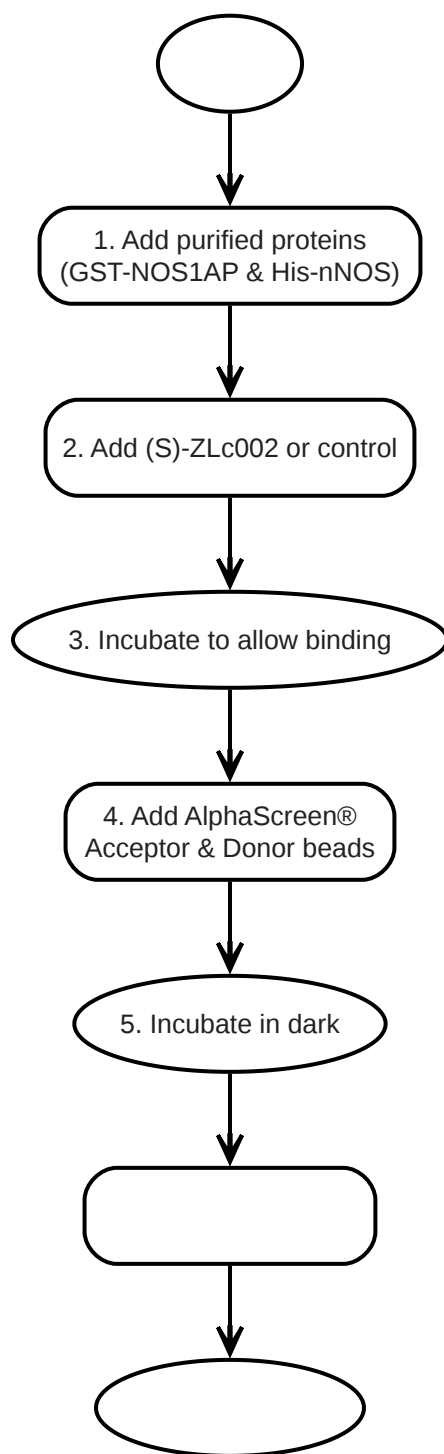 1. Add purified proteins
(GST-NOS1AP & His-nNOS)
2. Add (S)-ZLc002 or control
3. Incubate to allow binding
4. Add AlphaScreen®
Acceptor & Donor beads
5. Incubate in dark